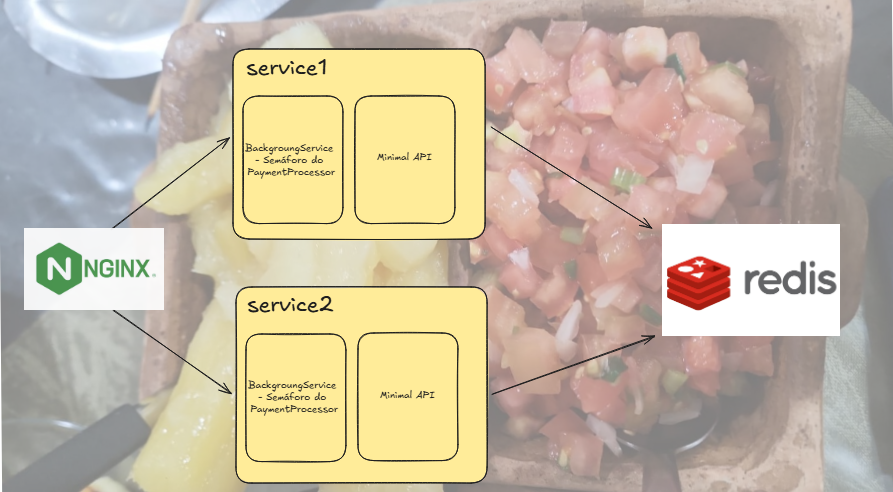 service1
BackgroungService
- Semáforo do
PaymentProcessor
Minimal API
NGINX
redis
service2
BackgroungService
- Semáforo do
PaymentProcessor
Minimal API